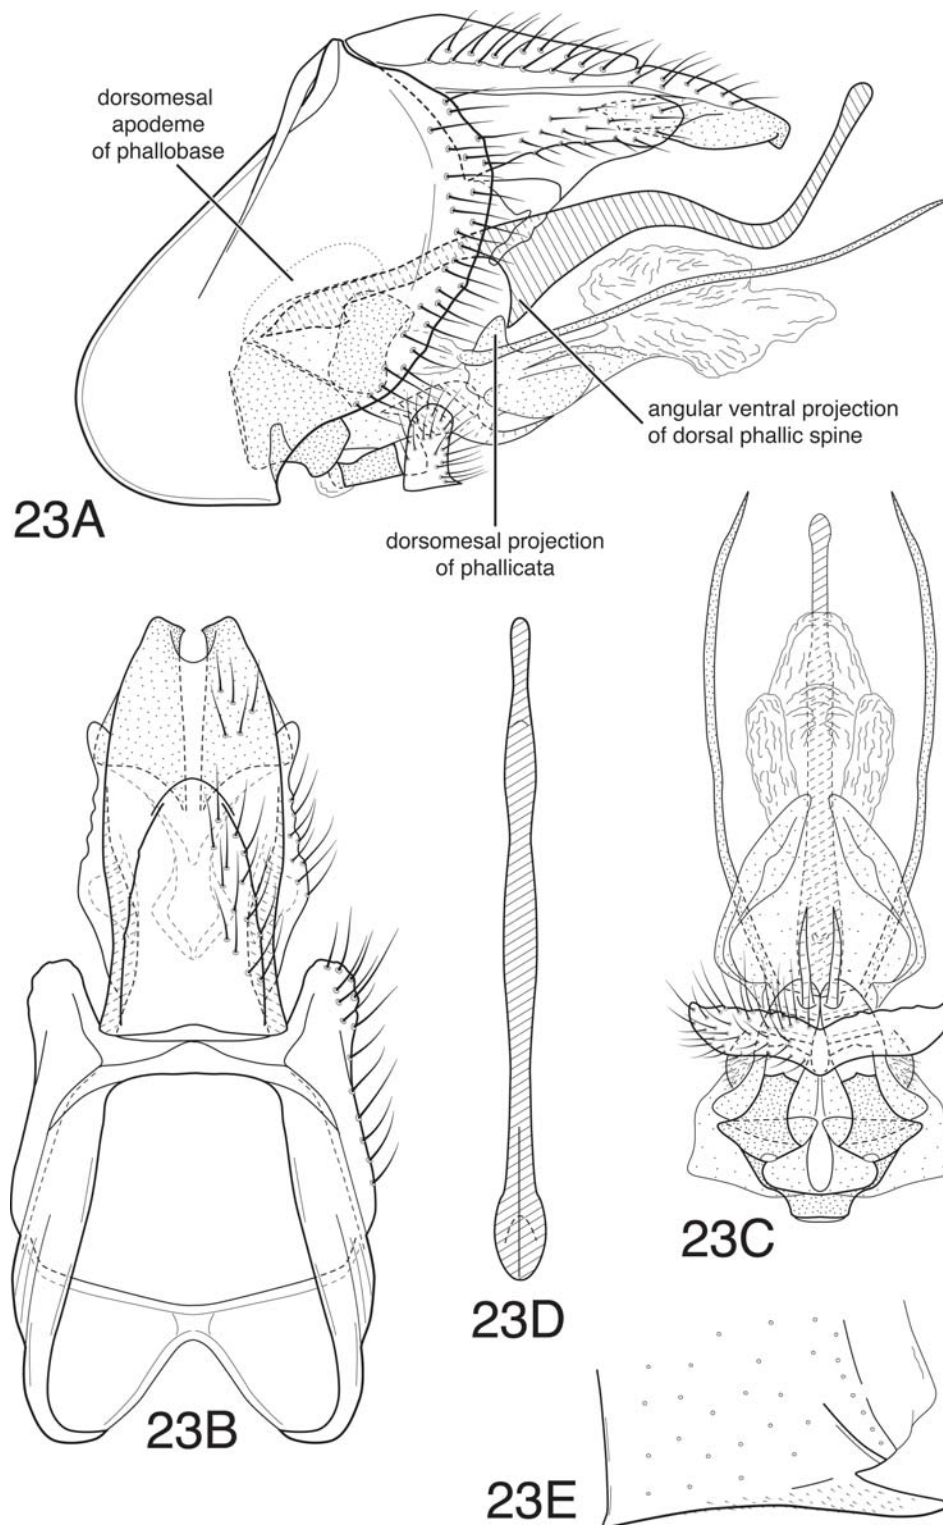 dorsomesal
apodeme
of phallobase
angular ventral projection
of dorsal phallic spine
23A
dorsomesal projection
of phallicata
23D
23C
23B
23E